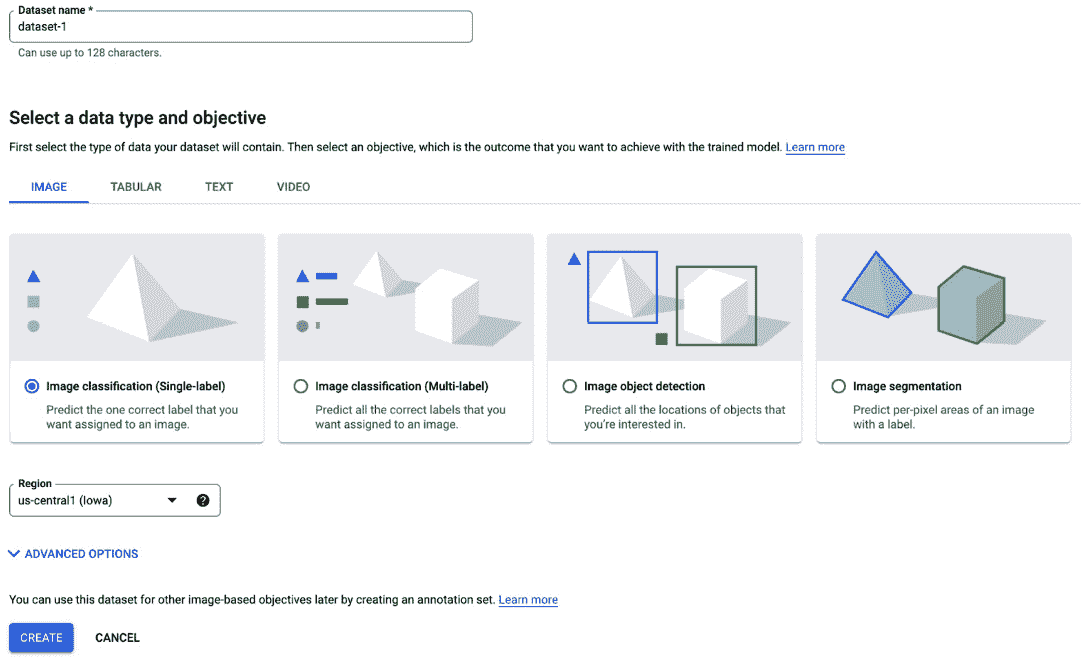 Dataset name *
dataset-1
Can use up to 128 characters.
Select a data type and objective
First select the type of data your dataset will contain. Then select an objective, which is the outcome that you want to achieve with the trained model. Learn more
IMAGE TABULAR TEXT VIDEO
Image classification (Single-label)
Predict the one correct label that you
want assigned to an image.
Image classification (Multi-label)
Predict all the correct labels that you
want assigned to an image.
Image object detection
Predict all the locations of objects that
you're interested in.
Image segmentation
Predict per-pixel areas of an image
with a label.
Region
us-central1 (Iowa)
ADVANCED OPTIONS
You can use this dataset for other image-based objectives later by creating an annotation set. Learn more
CREATE CANCEL